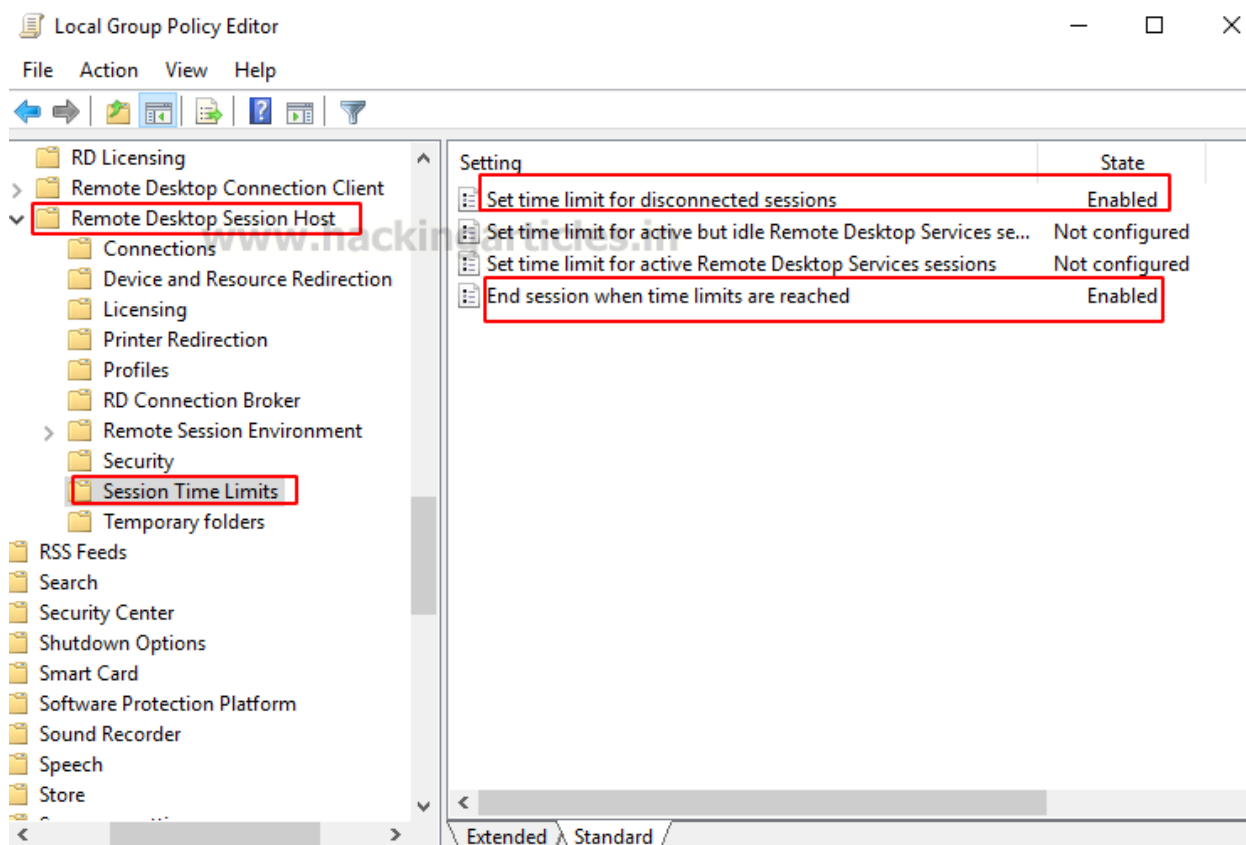 Local Group Policy Editor
File Action View Help
RD Licensing
Remote Desktop Connection Client
Remote Desktop Session Host
Connections
Device and Resource Redirection
Licensing
Printer Redirection
Profiles
RD Connection Broker
Remote Session Environment
Security
Session Time Limits
Temporary folders
RSS Feeds
Search
Security Center
Shutdown Options
Smart Card
Software Protection Platform
Sound Recorder
Speech
Store
Setting State
Set time limit for disconnected sessions Enabled
Set time limit for active but idle Remote Desktop Services se... Not configured
Set time limit for active Remote Desktop Services sessions Not configured
End session when time limits are reached Enabled
www.hackingarticles.in
Extended Standard